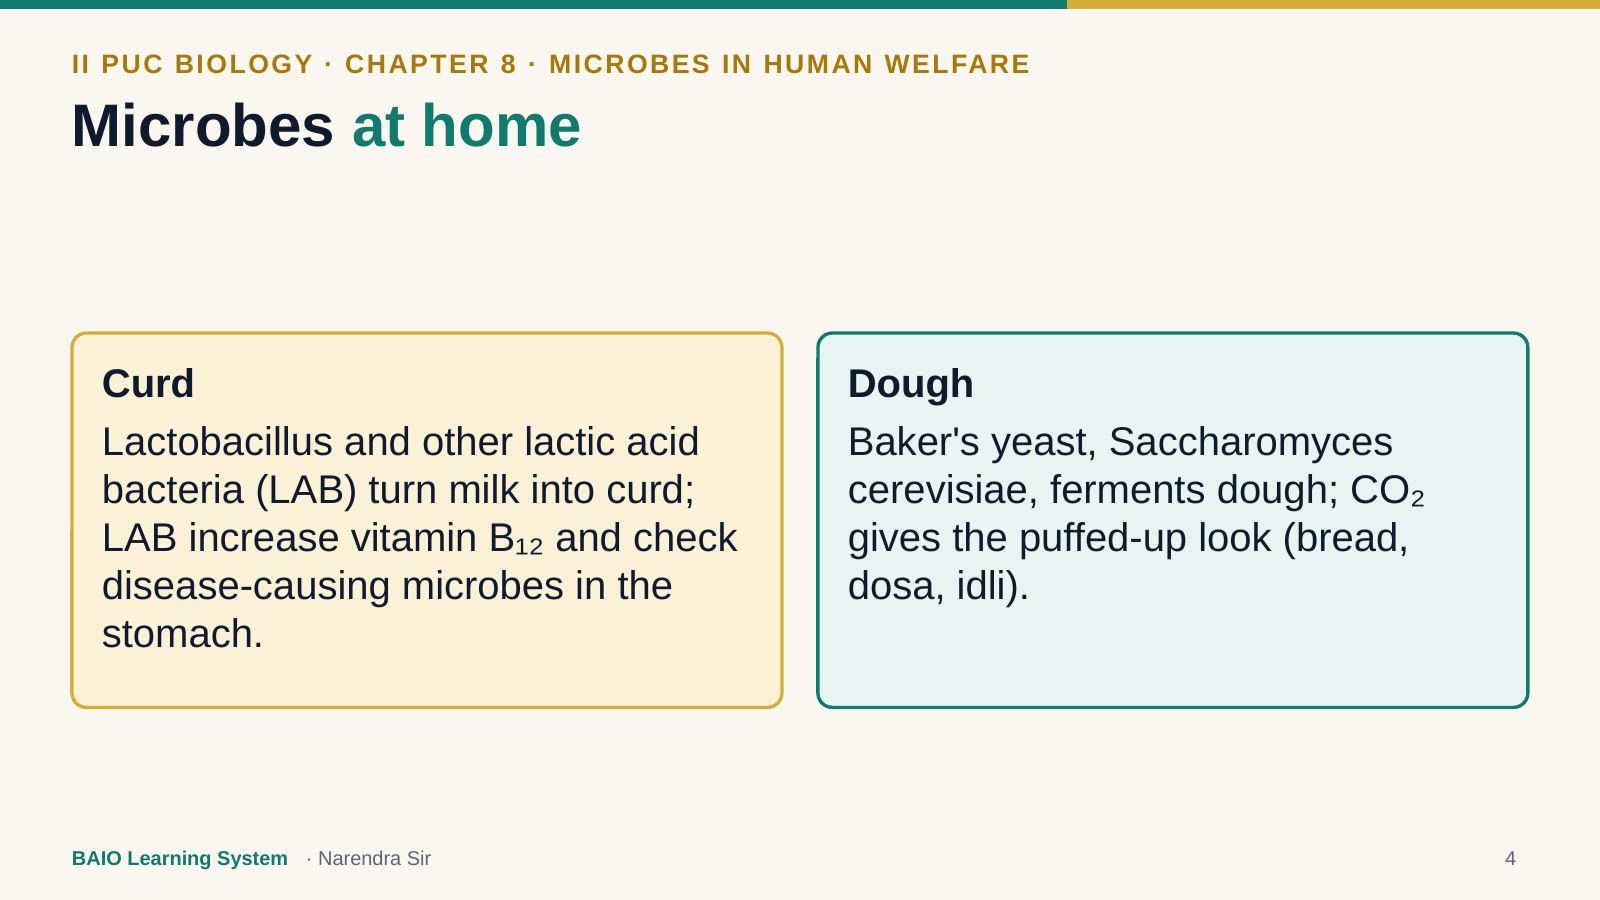 II PUC BIOLOGY · CHAPTER 8 · MICROBES IN HUMAN WELFARE
Microbes at home
Curd
Lactobacillus and other lactic acid
bacteria (LAB) turn milk into curd;
LAB increase vitamin B₁₂ and check
disease-causing microbes in the
stomach.
Dough
Baker's yeast, Saccharomyces
cerevisiae, ferments dough; CO₂
gives the puffed-up look (bread,
dosa, idli).
BAIO Learning System · Narendra Sir
4